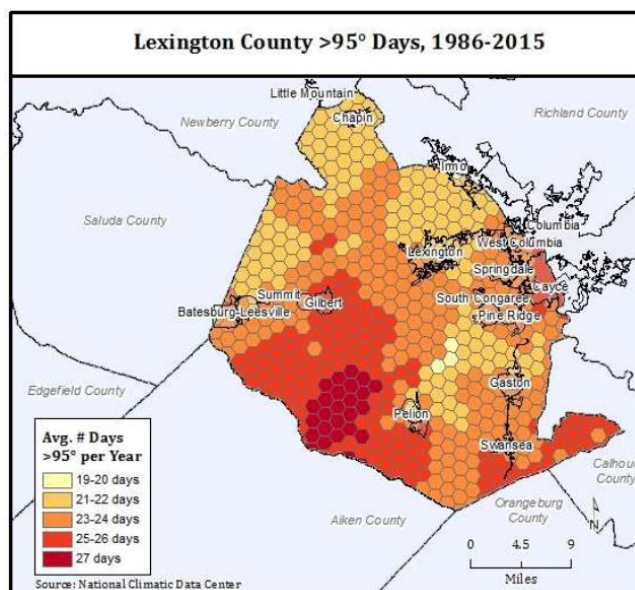 Lexington County >95° Days, 1986-2015
Little Mountain
Chapin
Newberry County
Richland County
Irmo
Saluda County
Columbia
West Columbia
Lexington
Springdale
Cayce
Summit
Gilbert
South Congaree
Batesburg-Leesville
Pine Ridge
Edgefield County
Gaston
Pelion
Swansea
Calhoun
County
Orangeburg
County
Aiken County
N
Avg. # Days
>95° per Year
19-20 days
21-22 days
23-24 days
25-26 days
27 days
0 4.5 9
Miles
Source: National Climatic Data Center